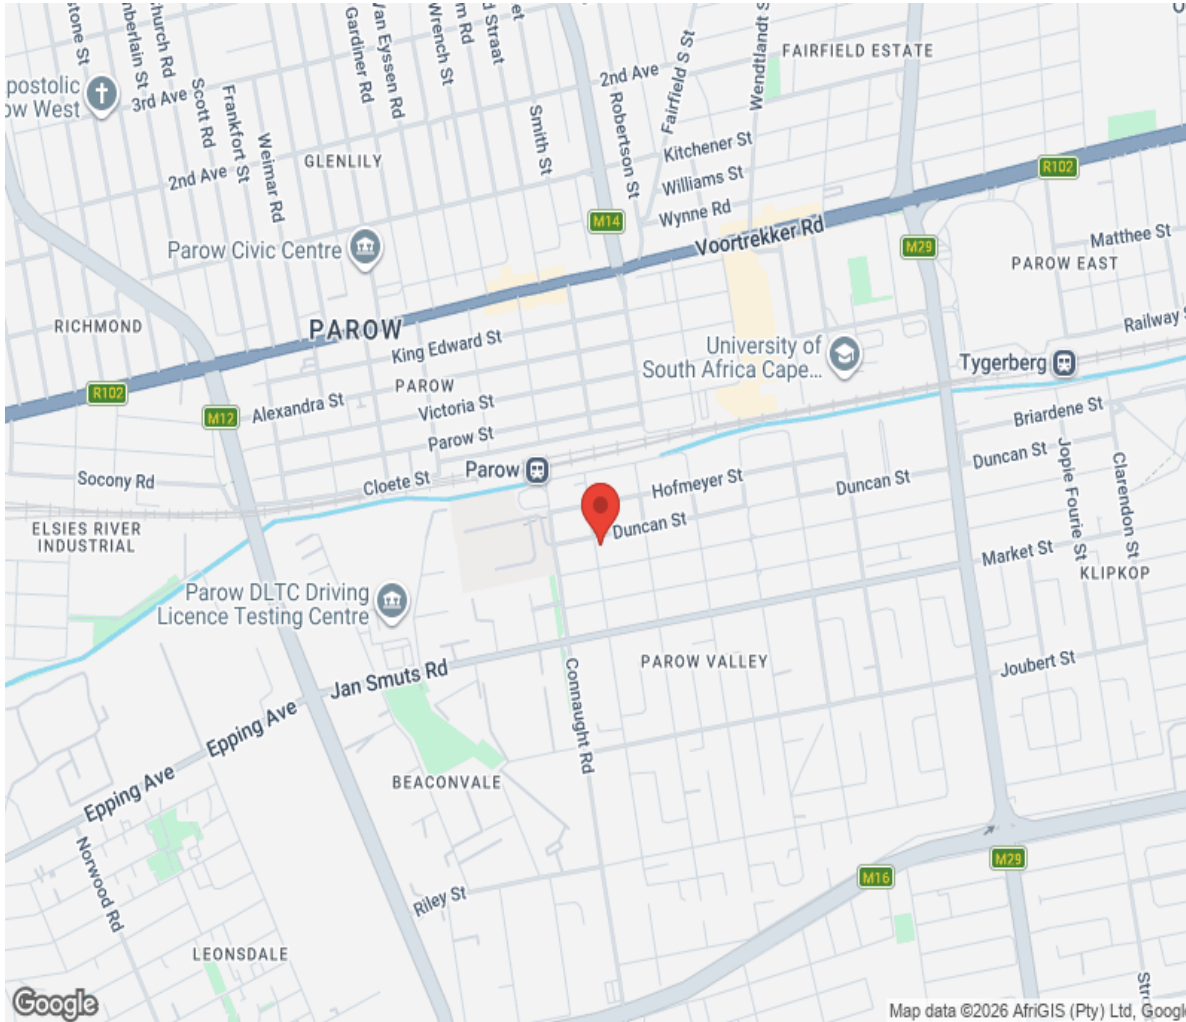 FAIRFIELD ESTATE
2nd Ave
Fairfield S St
Wendtlandt S
Wrench St
Van Eyssen Rd
Gardiner Rd
Church Rd
Scott Rd
Frankfort St
Weimar Rd
Smith St
Robertson St
Straat
3rd Ave
2nd Ave
GLENLILY
Kitchener St
Williams St
Wynne Rd
R102
M14
Voortrekker Rd
M29
Matthee St
PAROW EAST
Parow Civic Centre
RICHMOND
PAROW
King Edward St
PAROW
University of
South Africa Cape...
Railway S
Tygerberg
R102
M12
Alexandra St
Victoria St
Parow St
Briardene St
Duncan St
Socony Rd
Cloete St
Parow
Hofmeyer St
Duncan St
Duncan St
Jopie Fourie St
Clarendon St
ELSIES RIVER
INDUSTRIAL
Market St
KLIPKOP
Parow DLTC Driving
Licence Testing Centre
PAROW VALLEY
Joubert St
Jan Smuts Rd
Epping Ave
Connaught Rd
Epping Ave
BEACONVALE
Norwood Rd
M29
M16
Riley St
LEONSDALE
Google
Map data ©2026 AfriGIS (Pty) Ltd, Google